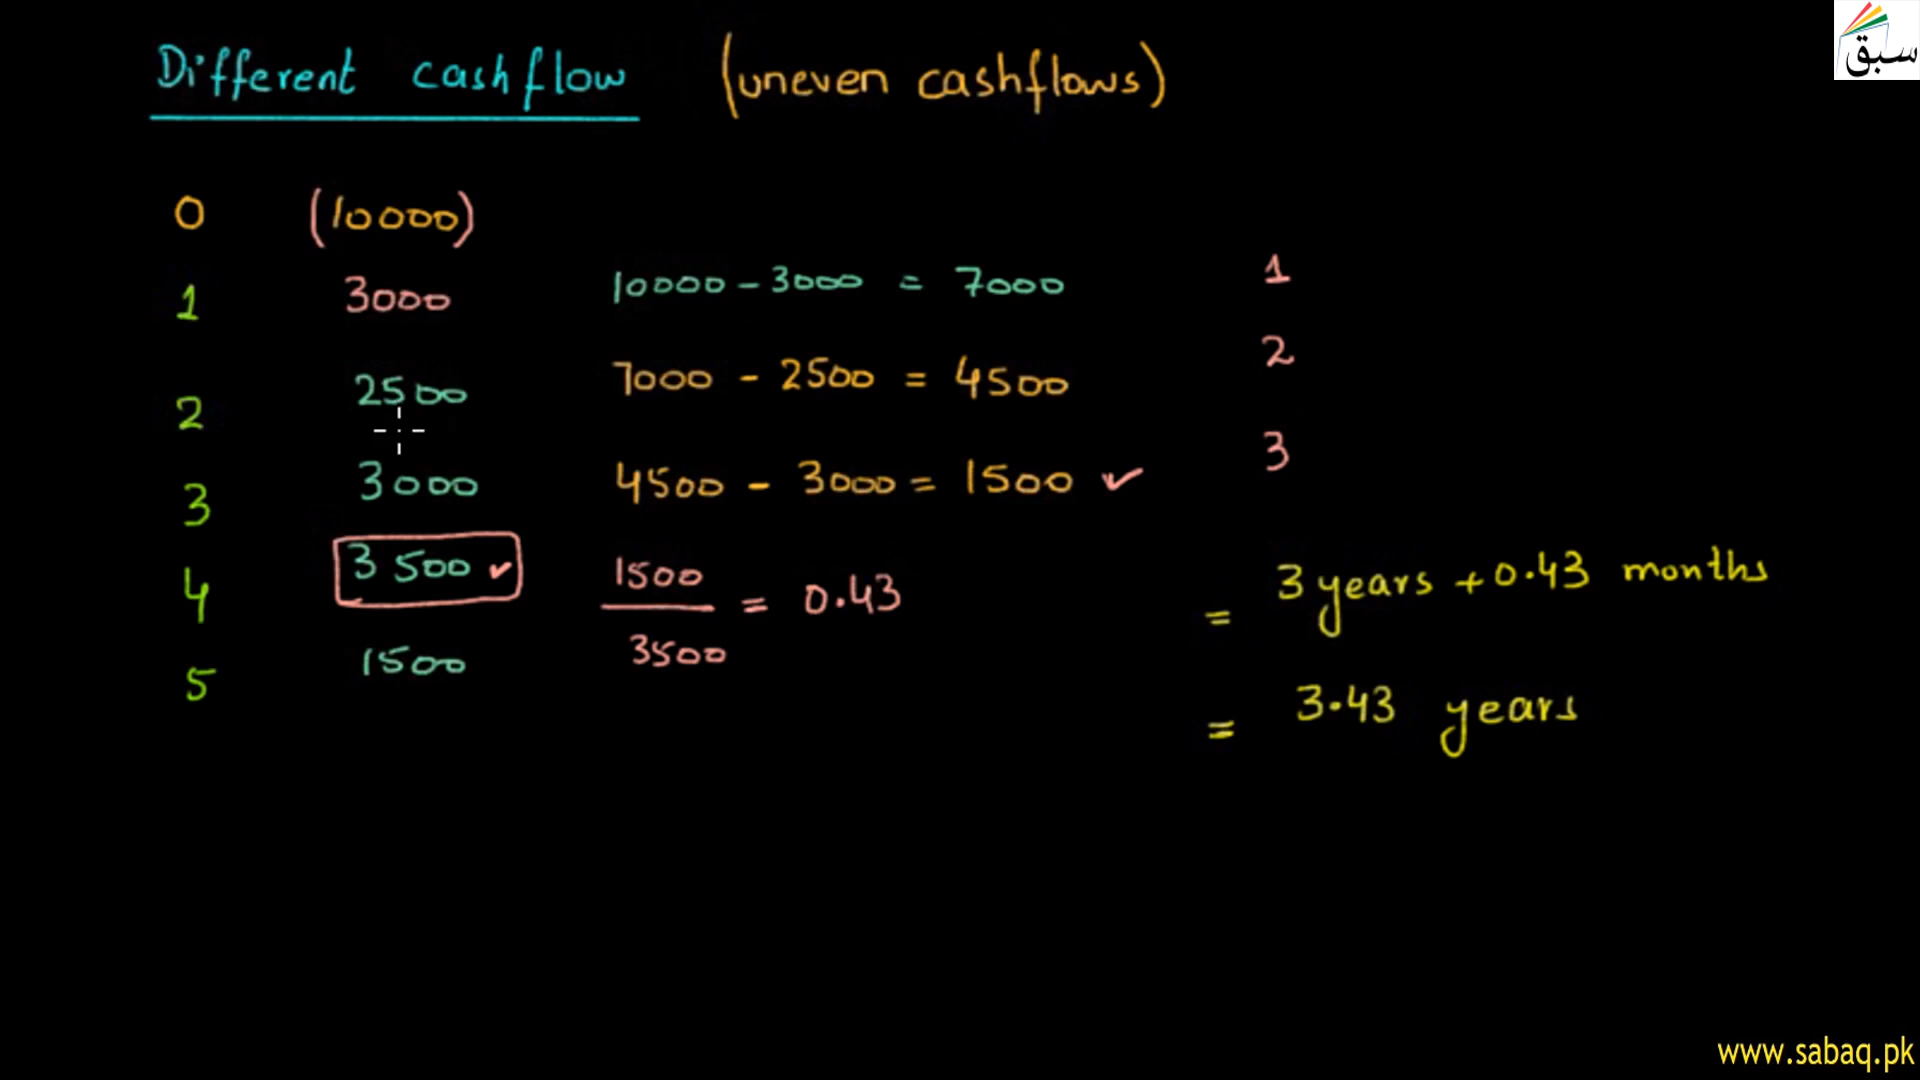 سبق
Different cashflow (uneven cashflows)
0 (10000)
1 3000 10000 - 3000 = 7000 1
2 2500 7000 - 2500 = 4500 2
3 3000 4500 - 3000 = 1500 ✓ 3
4 3500 ✓ 1500 / 3500 = 0.43 = 3 years + 0.43 months
5 1500
= 3.43 years
www.sabaq.pk